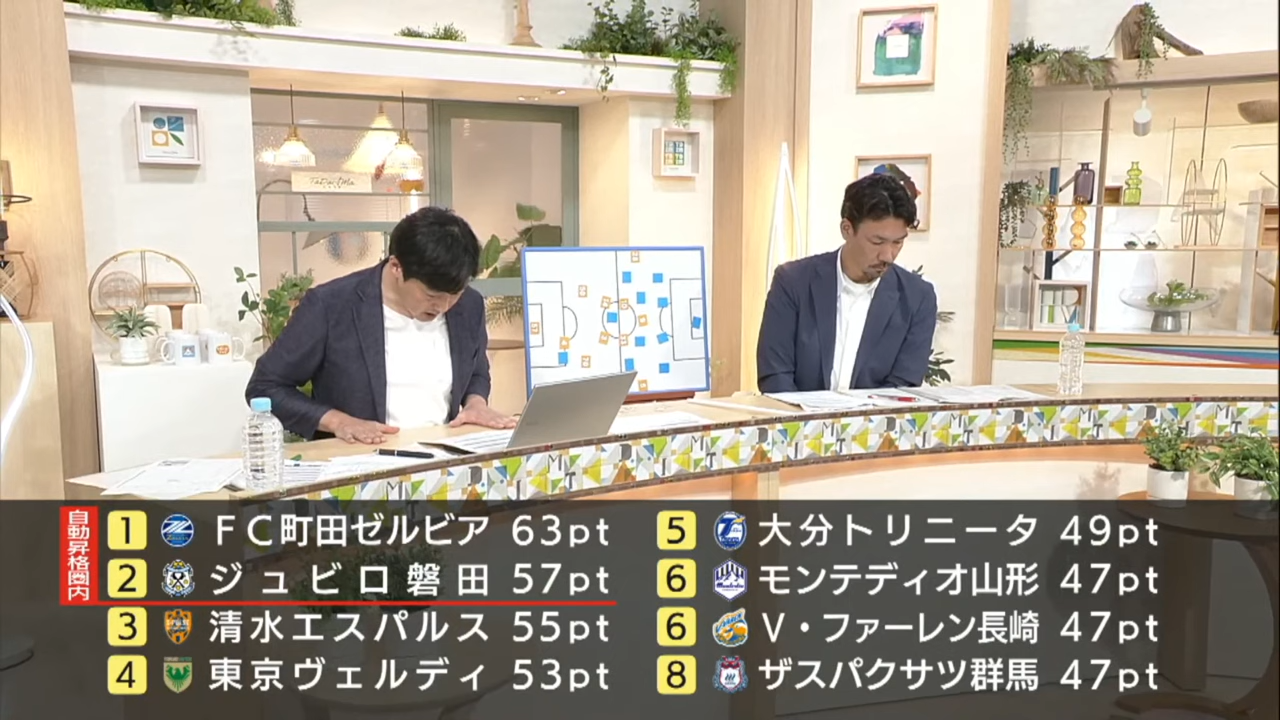 自動昇格圏内
1 FC町田ゼルビア 63pt
2 ジュビロ磐田 57pt
3 清水エスパルス 55pt
4 東京ヴェルディ 53pt
5 大分トリニータ 49pt
6 モンテディオ山形 47pt
6 V・ファーレン長崎 47pt
8 ザスパクサツ群馬 47pt